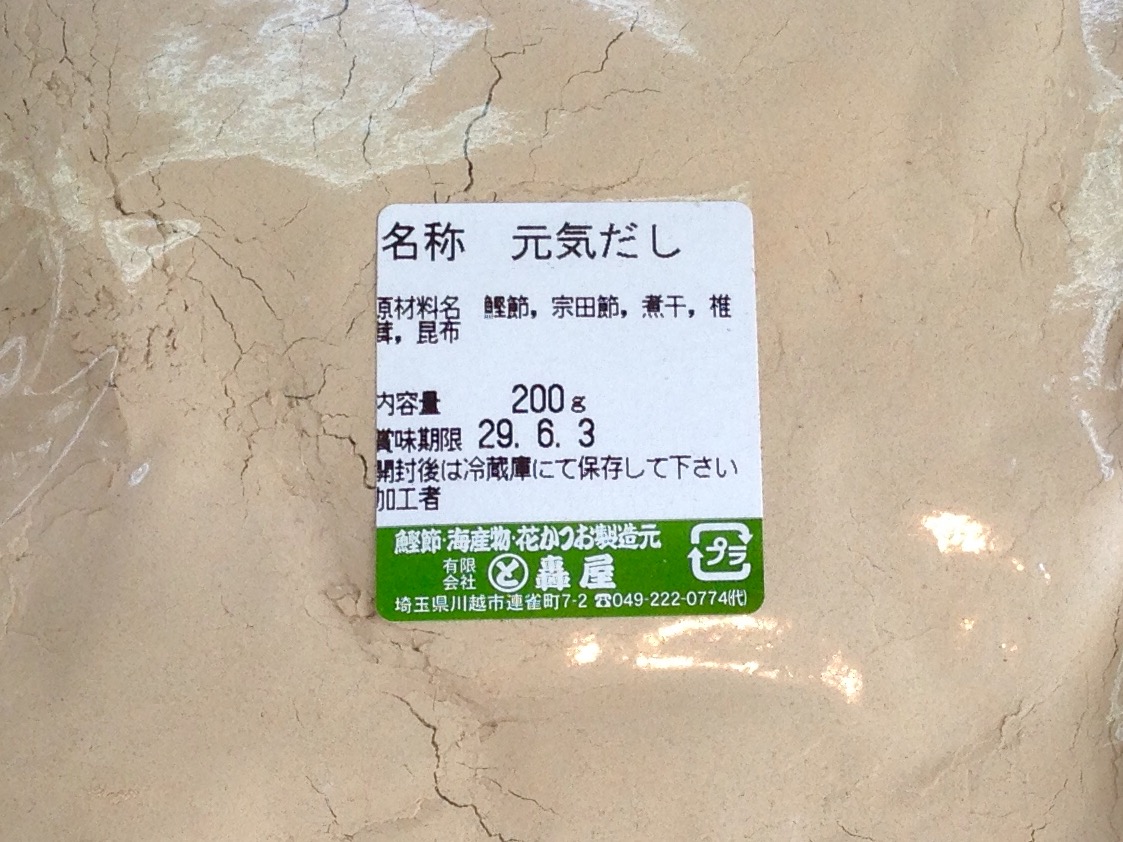 名称　元気だし
原材料名　鰹節，宗田節，煮干，椎
茸，昆布
内容量　200g
賞味期限 29. 6. 3
開封後は冷蔵庫にて保存して下さい
加工者
鰹節・海産物・花かつお製造元
プラ
有限会社 と 轟屋
埼玉県川越市連雀町7-2 ☎049-222-0774(代)